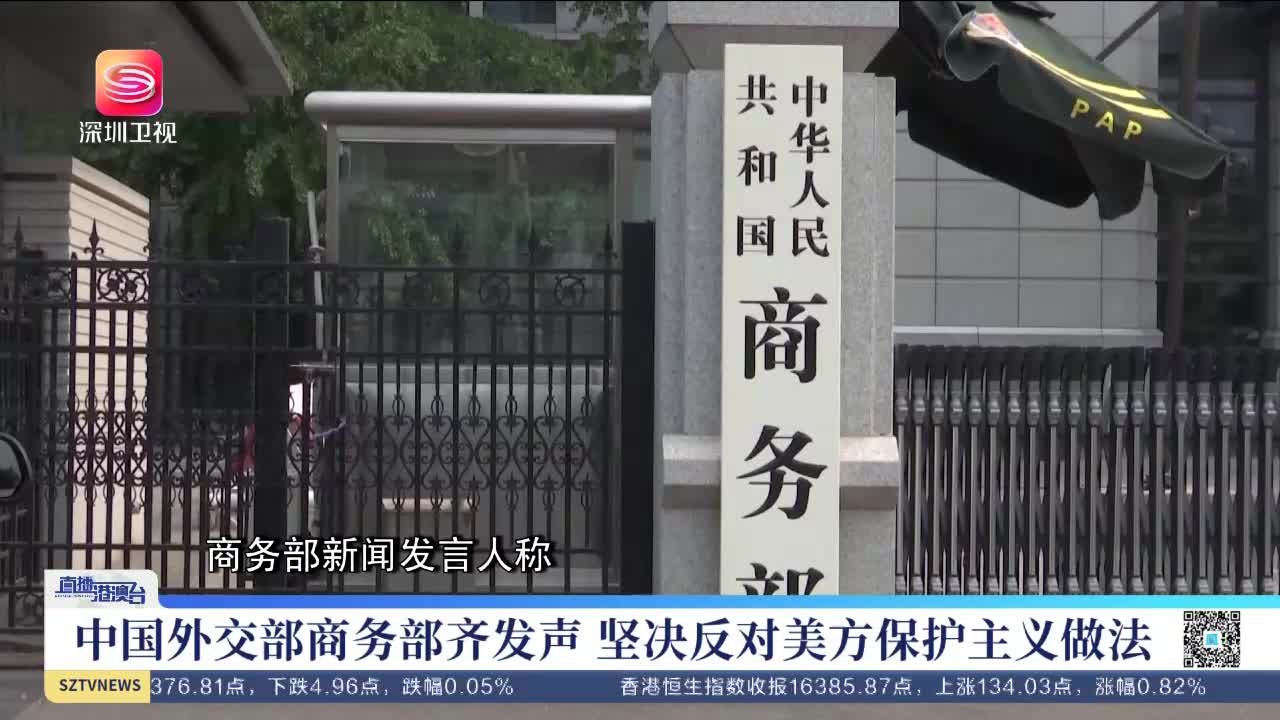 深圳卫视
中华人民
共和国
商务部
PAP
商务部新闻发言人称
直播港澳台
中国外交部商务部齐发声 坚决反对美方保护主义做法
SZTVNEWS
376.81点，下跌4.96点，跌幅0.05% 香港恒生指数收报16385.87点，上涨134.03点，涨幅0.82%